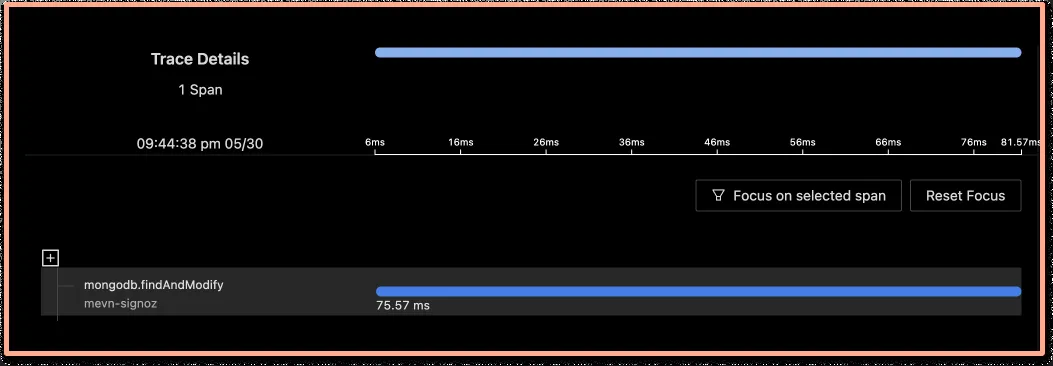 Trace Details
1 Span
09:44:38 pm 05/30
6ms 16ms 26ms 36ms 46ms 56ms 66ms 76ms 81.57ms
Focus on selected span Reset Focus
mongodb.findAndModify
mevn-signoz
75.57 ms